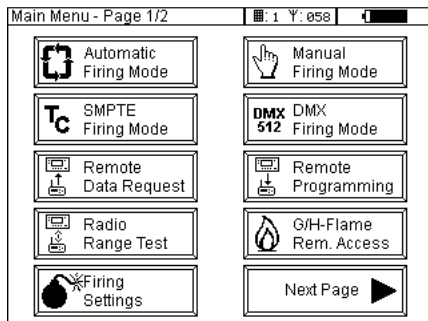 Main Menu - Page 1/2
1 058
Automatic
Firing Mode
Manual
Firing Mode
TC
SMPTE
Firing Mode
DMX
512
DMX
Firing Mode
Remote
Data Request
Remote
Programming
Radio
Range Test
G/H-Flame
Rem. Access
Firing
Settings
Next Page